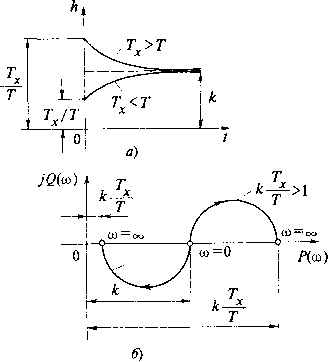 h
T_x > T
T_x
T
T_x/T
T_x < T
k
0
t
а)
jQ(ω)
k T_x
T
k T_x/T > 1
ω=∞
ω=∞
0
ω=0
P(ω)
k
k T_x
T
б)